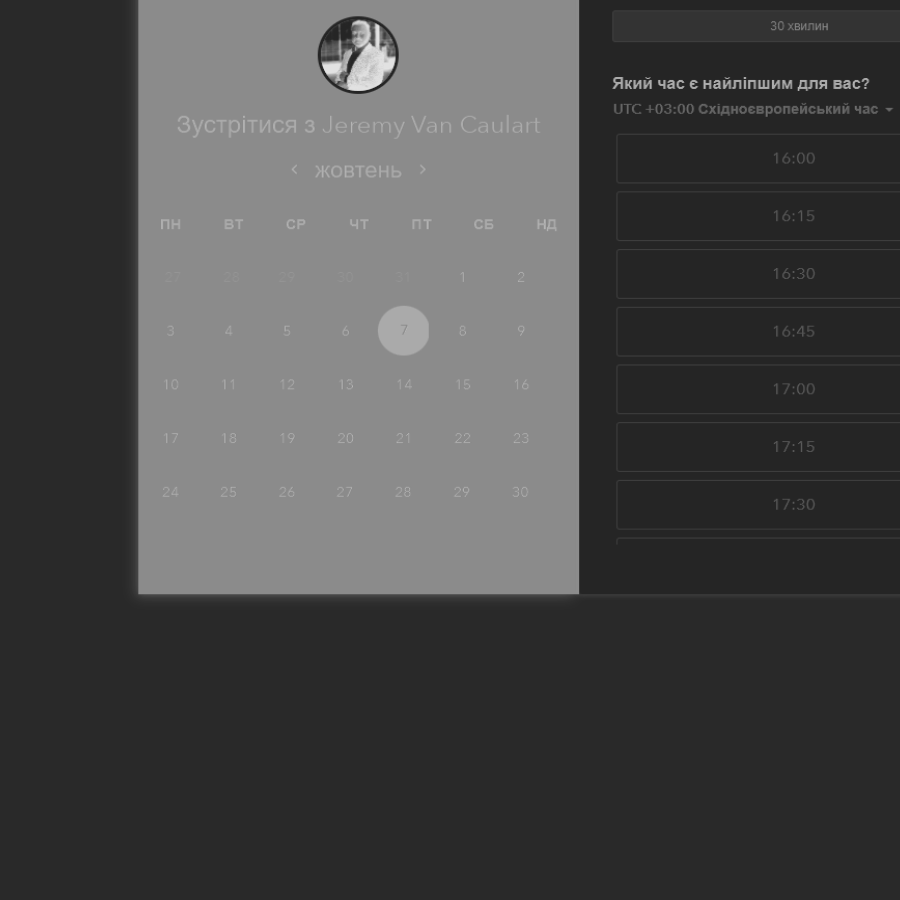 Зустрітися з Jeremy Van Caulart
жовтень
ПН ВТ СР ЧТ ПТ СБ НД
27 28 29 30 31 1 2
3 4 5 6 7 8 9
10 11 12 13 14 15 16
17 18 19 20 21 22 23
24 25 26 27 28 29 30
30 хвилин
Який час є найліпшим для вас?
UTC +03:00 Східноєвропейський час
16:00
16:15
16:30
16:45
17:00
17:15
17:30